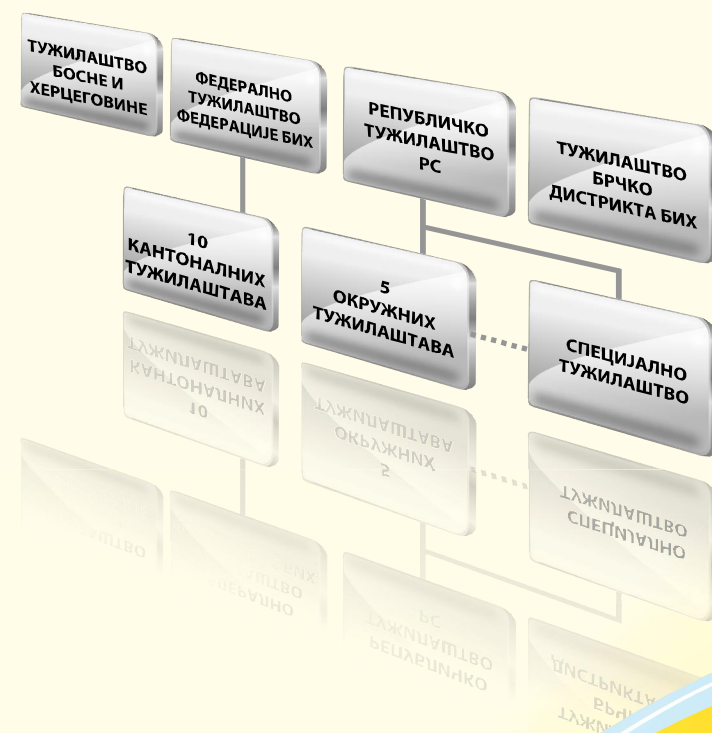 ТУЖИЛАШТВО
БОСНЕ И
ХЕРЦЕГОВИНЕ
ФЕДЕРАЛНО
ТУЖИЛАШТВО
ФЕДЕРАЦИЈЕ БИХ
РЕПУБЛИЧКО
ТУЖИЛАШТВО
РС
ТУЖИЛАШТВО
БРЧКО
ДИСТРИКТА БИХ
10
КАНТОНАЛНИХ
ТУЖИЛАШТАВА
5
ОКРУЖНИХ
ТУЖИЛАШТАВА
СПЕЦИЈАЛНО
ТУЖИЛАШТВО